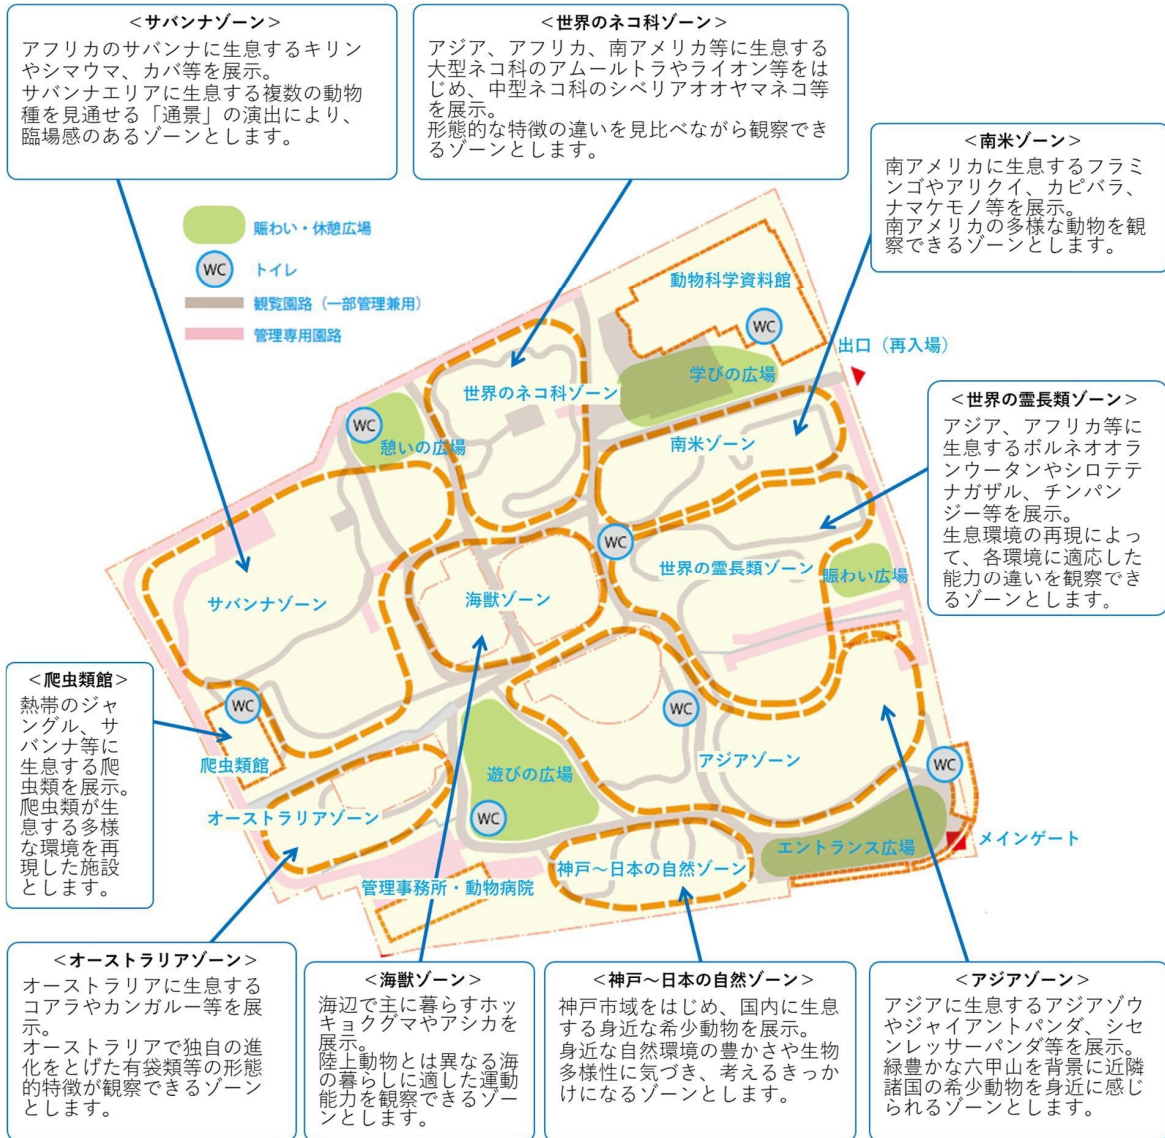 ＜サバンナゾーン＞
アフリカのサバンナに生息するキリン
やシマウマ、カバ等を展示。
サバンナエリアに生息する複数の動物
種を見通せる「通景」の演出により、
臨場感のあるゾーンとします。
＜世界のネコ科ゾーン＞
アジア、アフリカ、南アメリカ等に生息する
大型ネコ科のアムールトラやライオン等をは
じめ、中型ネコ科のシベリアオオヤマネコ等
を展示。
形態的な特徴の違いを見比べながら観察でき
るゾーンとします。
＜南米ゾーン＞
南アメリカに生息するフラミ
ンゴやアリクイ、カピバラ、
ナマケモノ等を展示。
南アメリカの多様な動物を観
察できるゾーンとします。
賑わい・休憩広場
WC
トイレ
観覧園路（一部管理兼用）
管理専用園路
動物科学資料館
WC
出口（再入場）
学びの広場
世界のネコ科ゾーン
WC
憩いの広場
南米ゾーン
＜世界の霊長類ゾーン＞
アジア、アフリカ等に
生息するボルネオオラ
ンウータンやシロテテ
ナガザル、チンパン
ジー等を展示。
生息環境の再現によっ
て、各環境に適応した
能力の違いを観察でき
るゾーンとします。
WC
世界の霊長類ゾーン
賑わい広場
サバンナゾーン
海獣ゾーン
＜爬虫類館＞
熱帯のジャ
ングル、サ
バンナ等に
生息する爬
虫類を展示。
爬虫類が生
息する多様
な環境を再
現した施設
とします。
WC
爬虫類館
WC
アジアゾーン
WC
遊びの広場
WC
オーストラリアゾーン
エントランス広場
メインゲート
神戸～日本の自然ゾーン
管理事務所・動物病院
＜オーストラリアゾーン＞
オーストラリアに生息する
コアラやカンガルー等を展
示。
オーストラリアで独自の進
化をとげた有袋類等の形態
的特徴が観察できるゾーン
とします。
＜海獣ゾーン＞
海辺で主に暮らすホッ
キョクグマやアシカを
展示。
陸上動物とは異なる海
の暮らしに適した運動
能力を観察できるゾー
ンとします。
＜神戸～日本の自然ゾーン＞
神戸市域をはじめ、国内に生息
する身近な希少動物を展示。
身近な自然環境の豊かさや生物
多様性に気づき、考えるきっか
けになるゾーンとします。
＜アジアゾーン＞
アジアに生息するアジアゾウ
やジャイアントパンダ、シセ
ンレッサーパンダ等を展示。
緑豊かな六甲山を背景に近隣
諸国の希少動物を身近に感じ
られるゾーンとします。